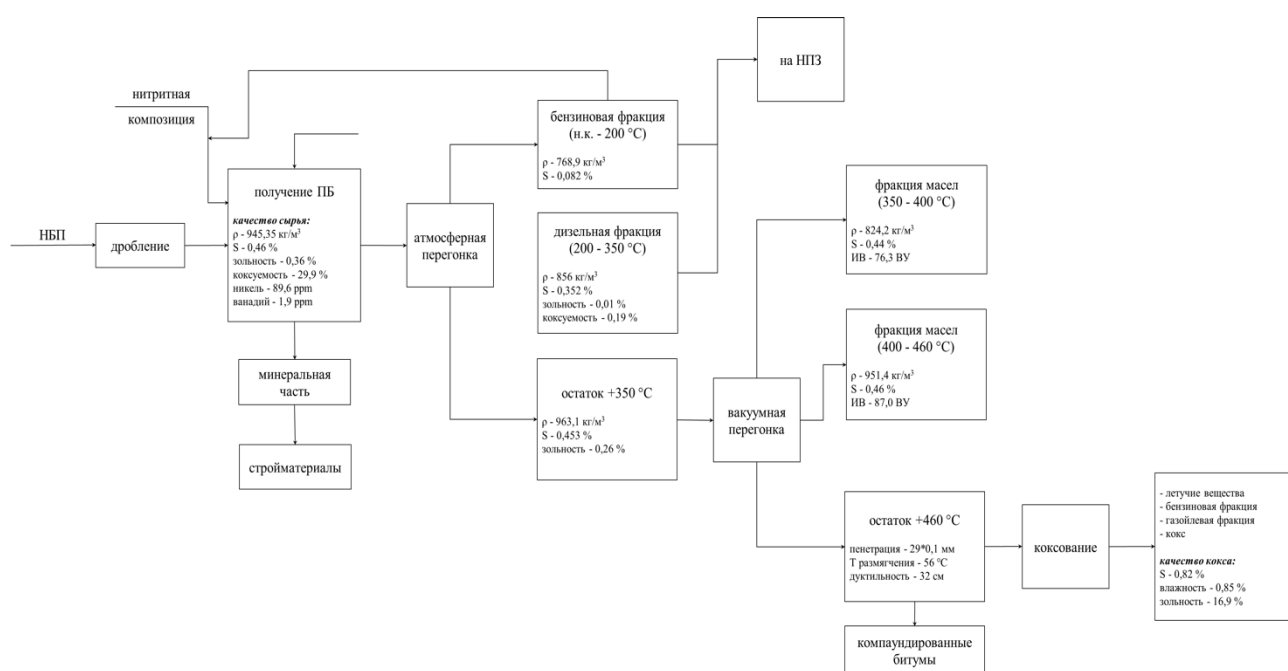 НБП
дробление
нитритная
композиция
получение ПБ
качество сырья:
ρ - 945,35 кг/м³
S - 0,46 %
зольность - 0,36 %
коксуемость - 29,9 %
никель - 89,6 ppm
ванадий - 1,9 ppm
минеральная
часть
стройматериалы
атмосферная
перегонка
бензиновая фракция
(н.к. - 200 °C)
ρ - 768,9 кг/м³
S - 0,082 %
дизельная фракция
(200 - 350 °C)
ρ - 856 кг/м³
S - 0,352 %
зольность - 0,01 %
коксуемость - 0,19 %
остаток +350 °C
ρ - 963,1 кг/м³
S - 0,453 %
зольность - 0,26 %
на НПЗ
вакуумная
перегонка
фракция масел
(350 - 400 °C)
ρ - 824,2 кг/м³
S - 0,44 %
ИВ - 76,3 ВУ
фракция масел
(400 - 460 °C)
ρ - 951,4 кг/м³
S - 0,46 %
ИВ - 87,0 ВУ
остаток +460 °C
пенетрация - 29*0,1 мм
Т размягчения - 56 °C
дуктильность - 32 см
компаундированные
битумы
коксование
- летучие вещества
- бензиновая фракция
- газойлевая фракция
- кокс
качество кокса:
S - 0,82 %
влажность - 0,85 %
зольность - 16,9 %